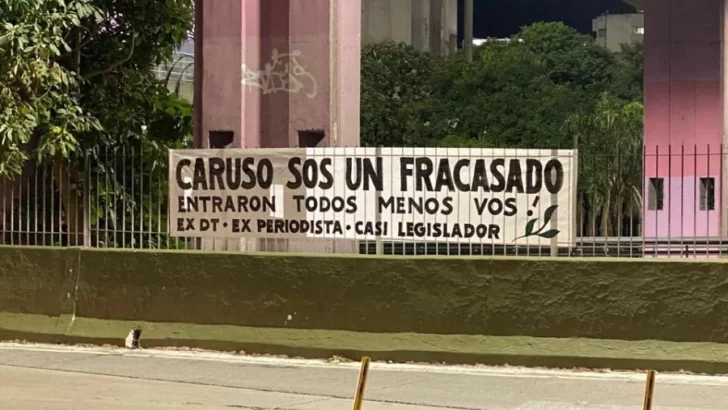 CARUSO SOS UN FRACASADO
ENTRARON TODOS MENOS VOS!
EX DT · EX PERIODISTA · CASI LEGISLADOR